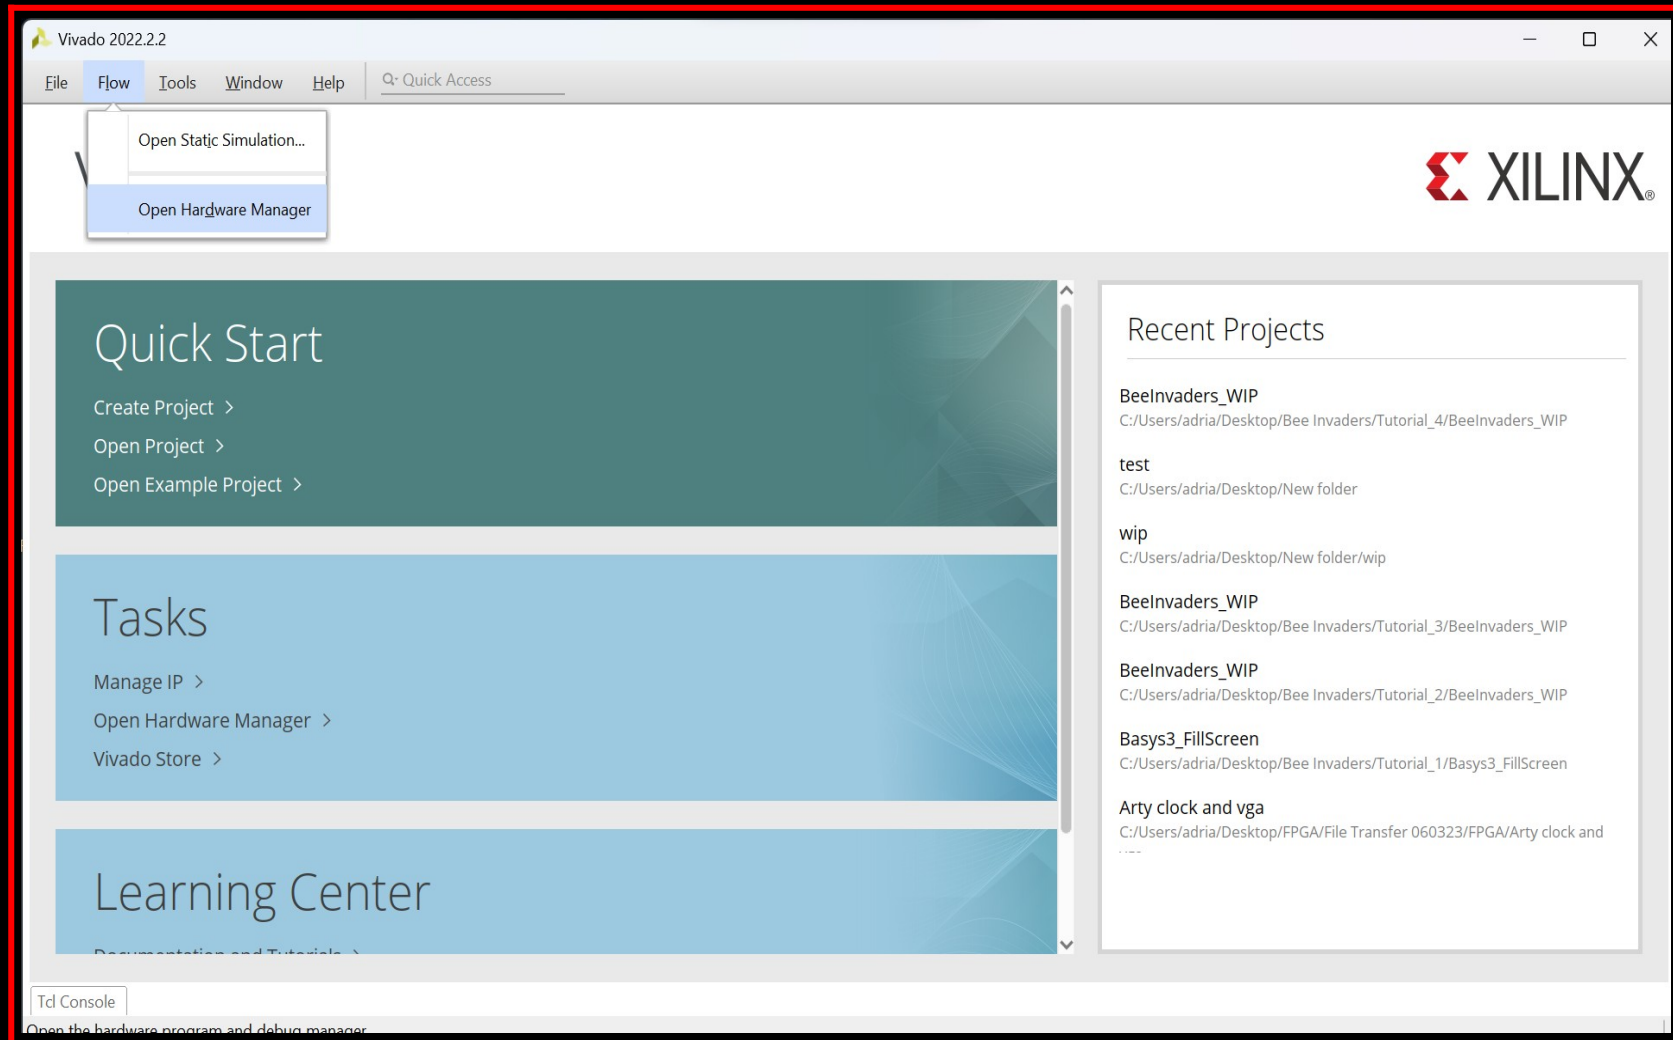 Vivado 2022.2.2
File Flow Tools Window Help Quick Access
Open Static Simulation...
Open Hardware Manager
XILINX®
Quick Start
Create Project >
Open Project >
Open Example Project >
Tasks
Manage IP >
Open Hardware Manager >
Vivado Store >
Learning Center
Documentation and Tutorials >
Recent Projects
BeeInvaders_WIP
C:/Users/adria/Desktop/Bee Invaders/Tutorial_4/BeeInvaders_WIP
test
C:/Users/adria/Desktop/New folder
wip
C:/Users/adria/Desktop/New folder/wip
BeeInvaders_WIP
C:/Users/adria/Desktop/Bee Invaders/Tutorial_3/BeeInvaders_WIP
BeeInvaders_WIP
C:/Users/adria/Desktop/Bee Invaders/Tutorial_2/BeeInvaders_WIP
Basys3_FillScreen
C:/Users/adria/Desktop/Bee Invaders/Tutorial_1/Basys3_FillScreen
Arty clock and vga
C:/Users/adria/Desktop/FPGA/File Transfer 060323/FPGA/Arty clock and
Tcl Console
Open the hardware program and debug manager